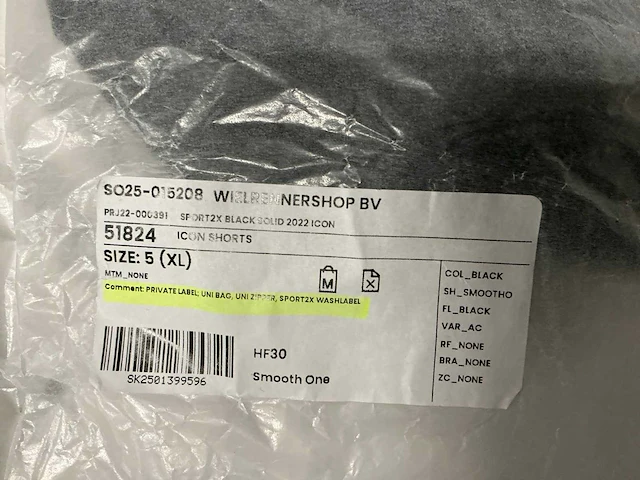 SO25-015208 WIELRENNERSHOP BV
PRJ22-000391 SPORT2X BLACK SOLID 2022 ICON
51824 ICON SHORTS
SIZE: 5 (XL)
MTM_NONE
M
X
Comment: PRIVATE LABEL; UNI BAG, UNI ZIPPER, SPORT2X WASHLABEL
COL_BLACK
SH_SMOOTHO
FL_BLACK
VAR_AC
RF_NONE
BRA_NONE
ZC_NONE
HF30
Smooth One
SK2501399596